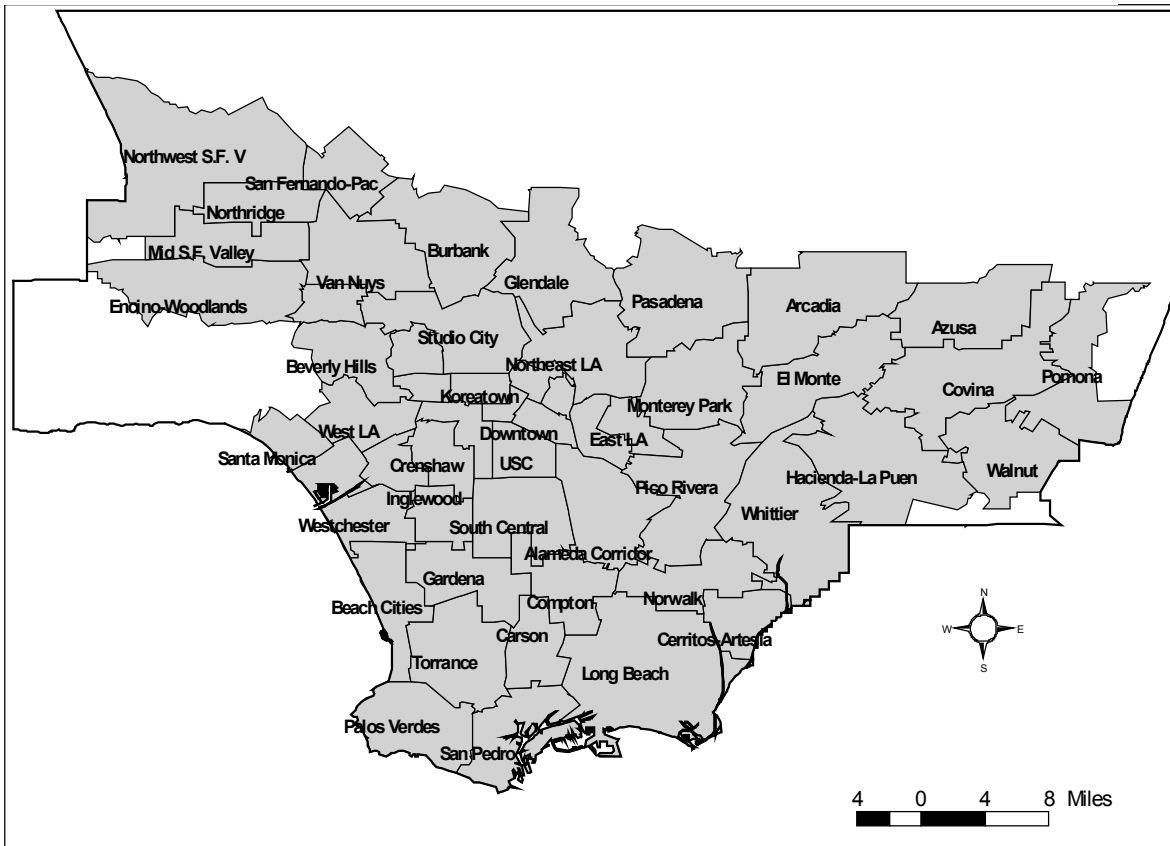 Northwest S.F. V
San Fernando-Pac
Northridge
Mid S.F. Valley
Burbank
Van Nuys
Glendale
Encino-Woodlands
Pasadena
Arcadia
Azusa
Studio City
Beverly Hills
Northeast LA
El Monte
Covina
Pomona
Koreatown
Monterey Park
West LA
Downtown
East LA
Santa Monica
Crenshaw
USC
Hacienda-La Puen
Walnut
Pico Rivera
Inglewood
Whittier
Westchester
South Central
Alameda Corridor
Gardena
Norwalk
Beach Cities
Compton
Carson
Cerritos-Artesia
Torrance
Long Beach
Palos Verdes
San Pedro
N
W E
S
4 0 4 8 Miles